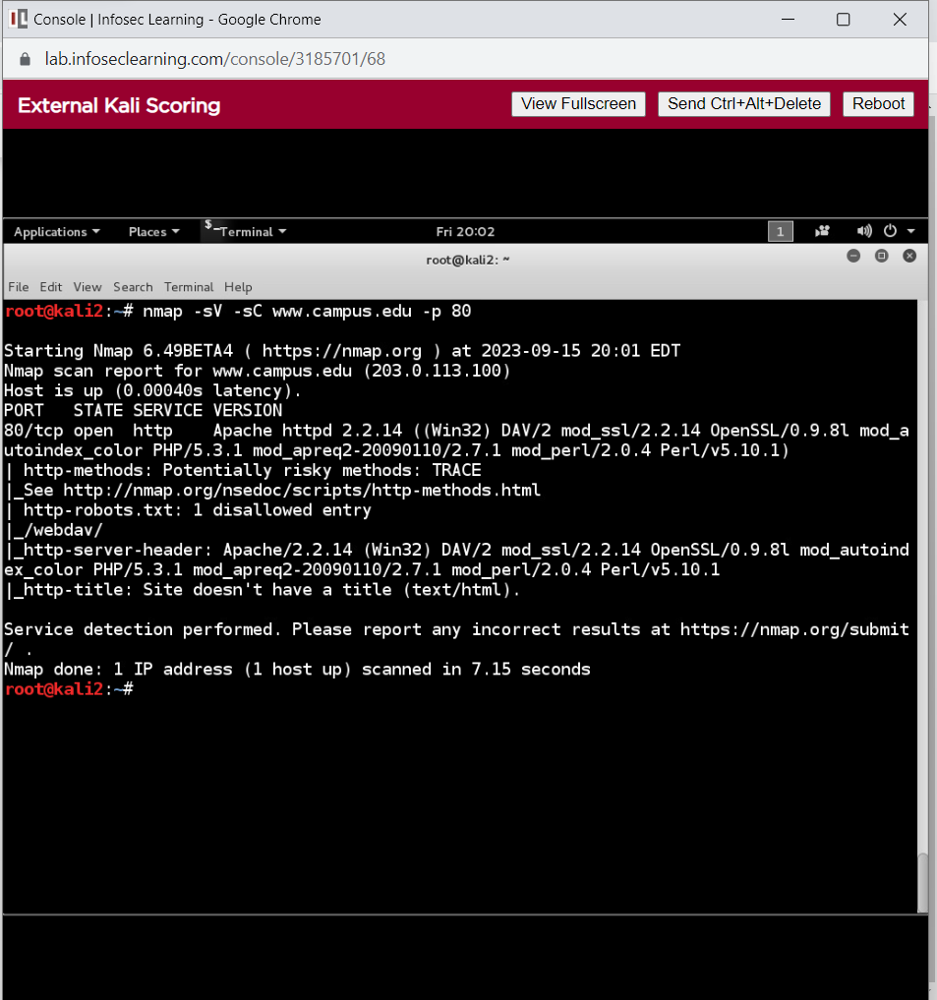 Console | Infosec Learning - Google Chrome
lab.infoseclearning.com/console/3185701/68
External Kali Scoring
View Fullscreen
Send Ctrl+Alt+Delete
Reboot
Applications
Places
Terminal
Fri 20:02
1
root@kali2: ~
File Edit View Search Terminal Help
root@kali2:~# nmap -sV -sC www.campus.edu -p 80
Starting Nmap 6.49BETA4 ( https://nmap.org ) at 2023-09-15 20:01 EDT
Nmap scan report for www.campus.edu (203.0.113.100)
Host is up (0.00040s latency).
PORT   STATE SERVICE VERSION
80/tcp open  http    Apache httpd 2.2.14 ((Win32) DAV/2 mod_ssl/2.2.14 OpenSSL/0.9.8l mod_a
utoindex_color PHP/5.3.1 mod_apreq2-20090110/2.7.1 mod_perl/2.0.4 Perl/v5.10.1)
| http-methods: Potentially risky methods: TRACE
|_See http://nmap.org/nsedoc/scripts/http-methods.html
| http-robots.txt: 1 disallowed entry
|_/webdav/
|_http-server-header: Apache/2.2.14 (Win32) DAV/2 mod_ssl/2.2.14 OpenSSL/0.9.8l mod_autoind
ex_color PHP/5.3.1 mod_apreq2-20090110/2.7.1 mod_perl/2.0.4 Perl/v5.10.1
|_http-title: Site doesn't have a title (text/html).
Service detection performed. Please report any incorrect results at https://nmap.org/submit
/ .
Nmap done: 1 IP address (1 host up) scanned in 7.15 seconds
root@kali2:~#